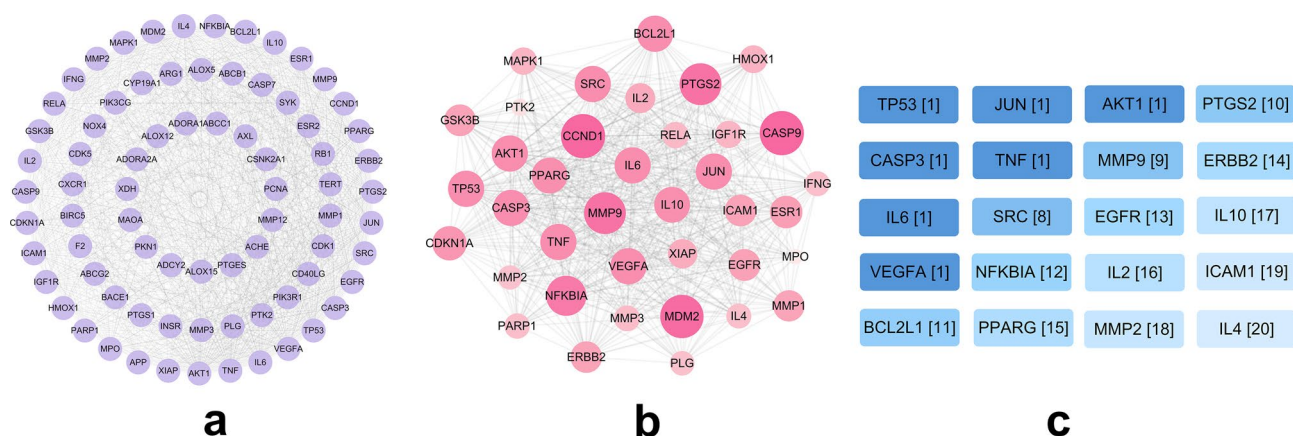 IL4
NFKBIA
BCL2L1
IL10
ESR1
MMP9
CCND1
PPARG
ERBB2
PTGS2
JUN
SRC
EGFR
CASP3
TP53
VEGFA
IL6
TNF
AKT1
XIAP
APP
MPO
PARP1
HMOX1
IGF1R
ICAM1
CDKN1A
CASP9
IL2
GSK3B
RELA
IFNG
MMP2
MAPK1
MDM2
ALOX5
ABCB1
CASP7
SYK
ESR2
RB1
TERT
MMP1
CDK1
CD40LG
PIK3R1
PTK2
PLG
MMP3
INSR
PTGS1
BACE1
ABCG2
F2
BIRC5
CXCR1
CDK5
NOX4
PIK3CG
CYP19A1
ARG1
ADORA1
ABCC1
AXL
CSNK2A1
PCNA
MMP12
ACHE
PTGES
ALOX15
ADCY2
PKN1
MAOA
XDH
ADORA2A
ALOX12
a
BCL2L1
MAPK1
HMOX1
SRC
PTGS2
IL2
PTK2
GSK3B
CCND1
RELA
IGF1R
CASP9
AKT1
PPARG
IL6
JUN
TP53
IFNG
CASP3
MMP9
IL10
ICAM1
ESR1
CDKN1A
TNF
XIAP
MPO
MMP2
VEGFA
EGFR
NFKBIA
MMP1
PARP1
MMP3
MDM2
IL4
ERBB2
PLG
b
TP53 [1] JUN [1] AKT1 [1] PTGS2 [10]
CASP3 [1] TNF [1] MMP9 [9] ERBB2 [14]
IL6 [1] SRC [8] EGFR [13] IL10 [17]
VEGFA [1] NFKBIA [12] IL2 [16] ICAM1 [19]
BCL2L1 [11] PPARG [15] MMP2 [18] IL4 [20]
c